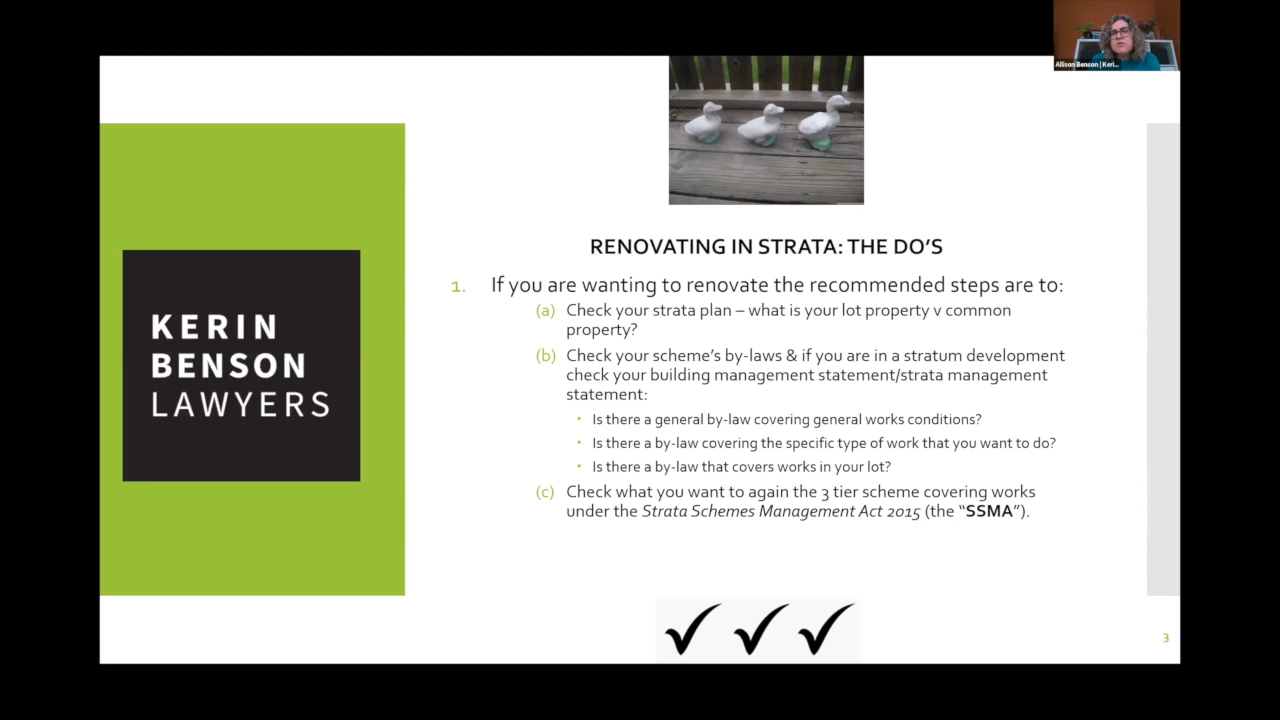 Allison Benson | Keri...
KERIN
BENSON
LAWYERS
RENOVATING IN STRATA: THE DO'S
1. If you are wanting to renovate the recommended steps are to:
(a) Check your strata plan – what is your lot property v common
property?
(b) Check your scheme's by-laws & if you are in a stratum development
check your building management statement/strata management
statement:
• Is there a general by-law covering general works conditions?
• Is there a by-law covering the specific type of work that you want to do?
• Is there a by-law that covers works in your lot?
(c) Check what you want to again the 3 tier scheme covering works
under the Strata Schemes Management Act 2015 (the "SSMA").
3